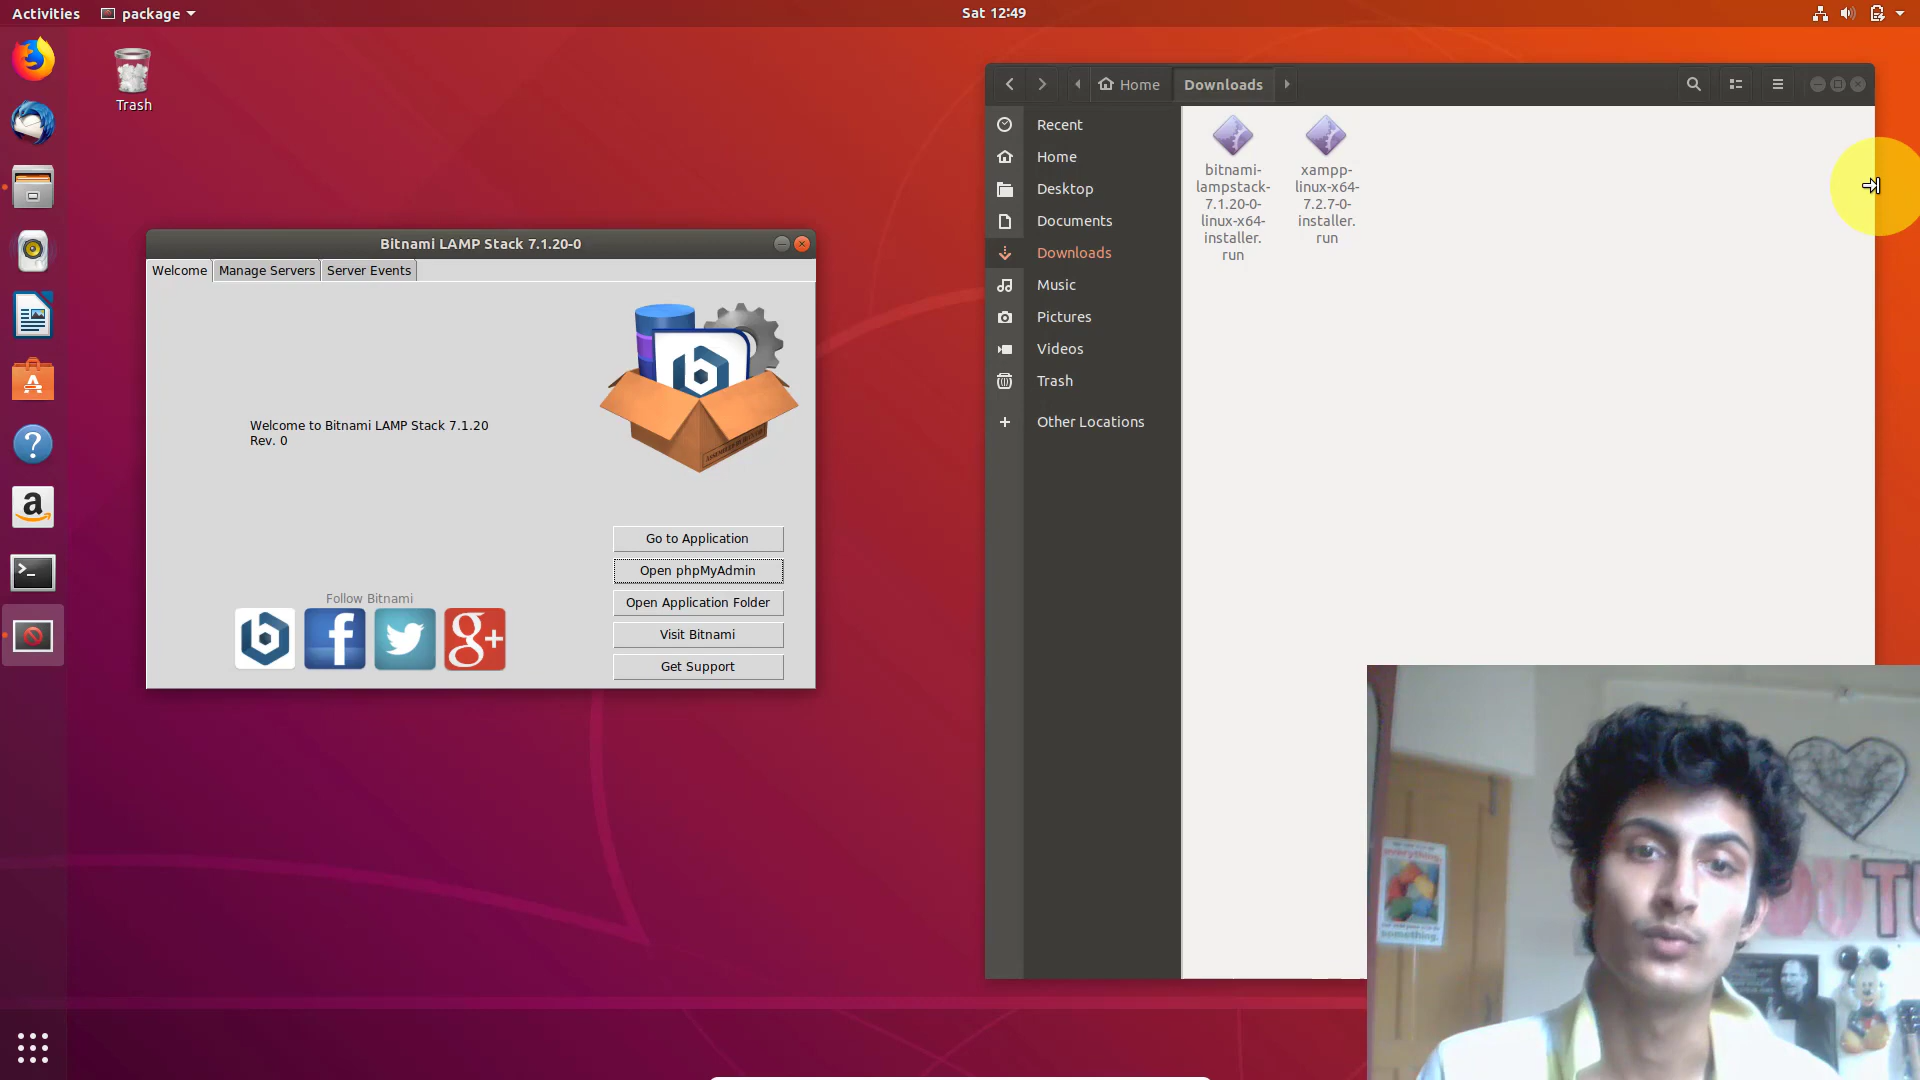 Activities
package
Sat 12:49
Trash
Home
Downloads
Recent
Home
Desktop
Documents
Downloads
Music
Pictures
Videos
Trash
Other Locations
bitnami-
lampstack-
7.1.20-0-
linux-x64-
installer.
run
xampp-
linux-x64-
7.2.7-0-
installer.
run
Bitnami LAMP Stack 7.1.20-0
Welcome
Manage Servers
Server Events
Welcome to Bitnami LAMP Stack 7.1.20
Rev. 0
Go to Application
Open phpMyAdmin
Open Application Folder
Visit Bitnami
Get Support
Follow Bitnami
everything.
something.